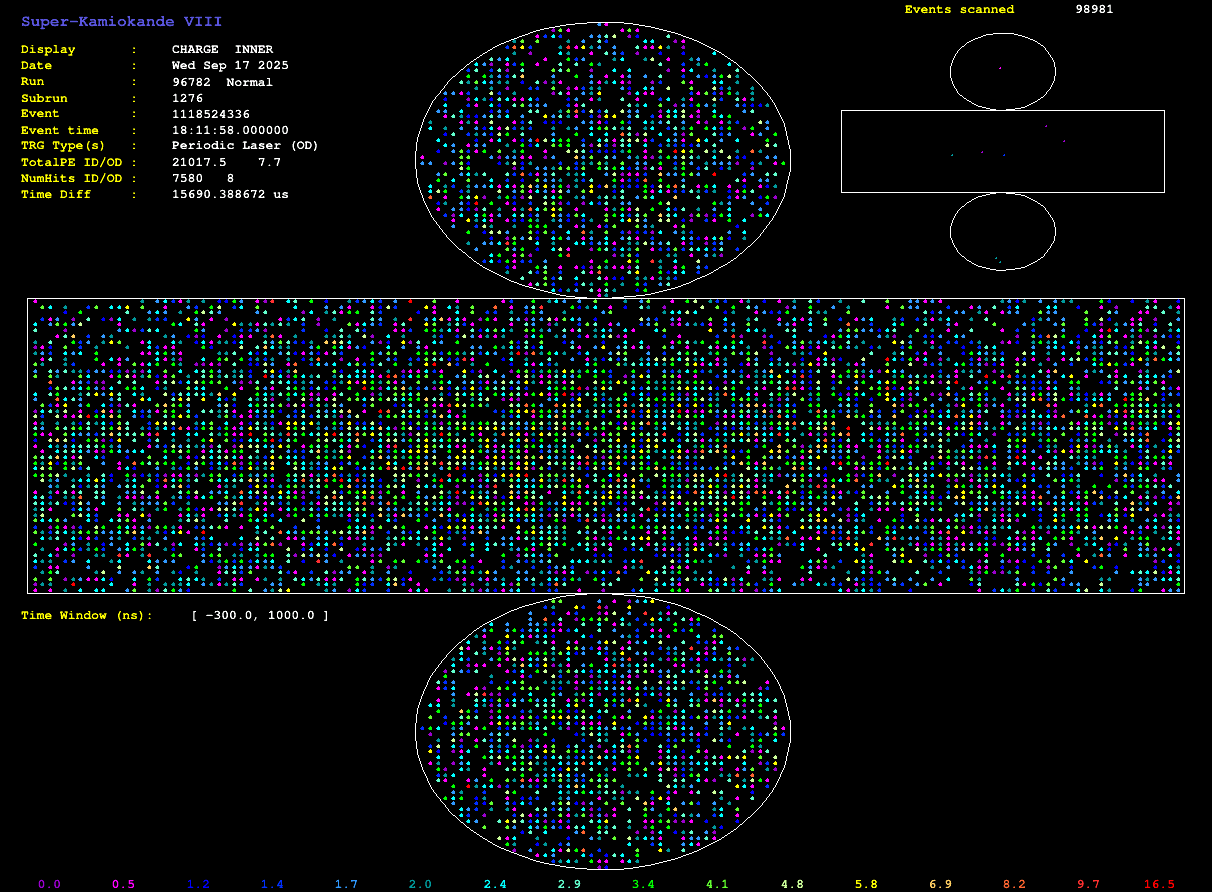 Super-Kamiokande VIII
Events scanned 98981
Display : CHARGE INNER
Date : Wed Sep 17 2025
Run : 96782 Normal
Subrun : 1276
Event : 1118524336
Event time : 18:11:58.000000
TRG Type(s) : Periodic Laser (OD)
TotalPE ID/OD : 21017.5 7.7
NumHits ID/OD : 7580 8
Time Diff : 15690.388672 us
Time Window (ns): [ -300.0, 1000.0 ]
0.0 0.5 1.2 1.4 1.7 2.0 2.4 2.9 3.4 4.1 4.8 5.8 6.9 8.2 9.7 16.5